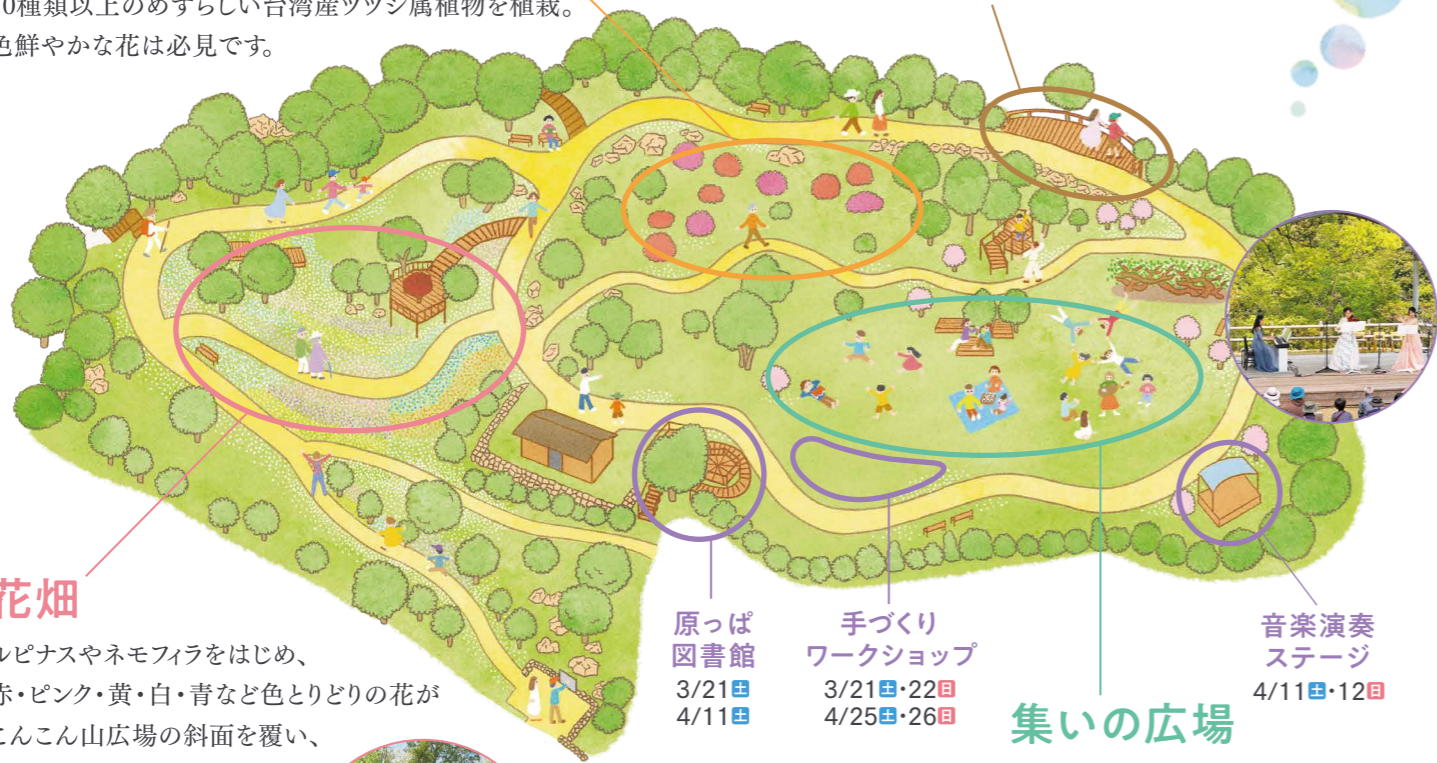 0種類以上のめずらしい台湾産ツツジ属植物を植栽。
色鮮やかな花は必見です。
花畑
ルピナスやネモフィラをはじめ、
赤・ピンク・黄・白・青など色とりどりの花が
こんこん山広場の斜面を覆い、
原っぱ
図書館
3/21土
4/11土
手づくり
ワークショップ
3/21土・22日
4/25土・26日
集いの広場
音楽演奏
ステージ
4/11土・12日